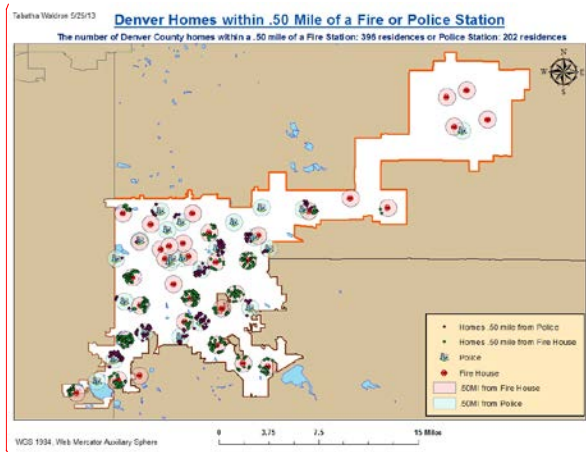 Tabatha Waldron 5/25/13
Denver Homes within .50 Mile of a Fire or Police Station
The number of Denver County homes within a .50 mile of a Fire Station: 396 residences or Police Station: 202 residences
N
W E
S
Homes .50 mile from Police
Homes .50 mile from Fire House
Police
Fire House
.50MI from Fire House
.50MI from Police
WGS 1984, Web Mercator Auxiliary Sphere
0 3.75 7.5 15 Miles